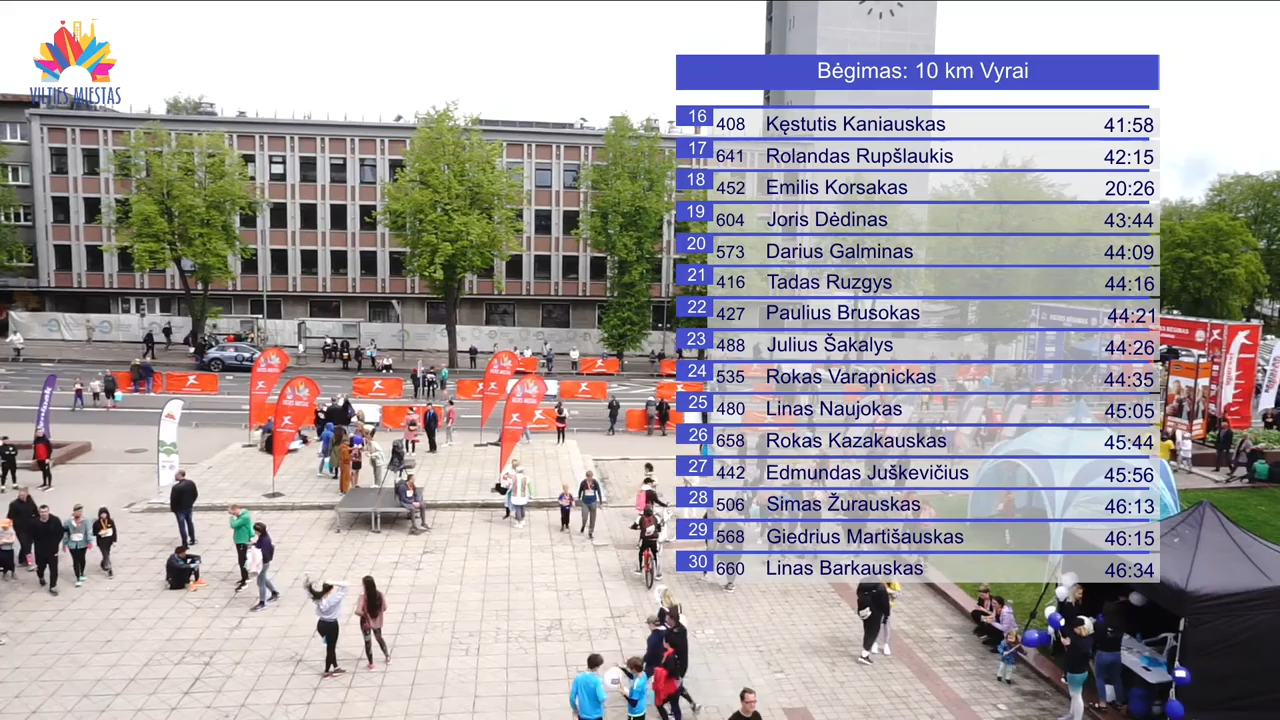 VILTIES MIESTAS
Bėgimas: 10 km Vyrai
16 408 Kęstutis Kaniauskas 41:58
17 641 Rolandas Rupšlaukis 42:15
18 452 Emilis Korsakas 20:26
19 604 Joris Dėdinas 43:44
20 573 Darius Galminas 44:09
21 416 Tadas Ruzgys 44:16
22 427 Paulius Brusokas 44:21
23 488 Julius Šakalys 44:26
24 535 Rokas Varapnickas 44:35
25 480 Linas Naujokas 45:05
26 658 Rokas Kazakauskas 45:44
27 442 Edmundas Juškevičius 45:56
28 506 Simas Žurauskas 46:13
29 568 Giedrius Martišauskas 46:15
30 660 Linas Barkauskas 46:34